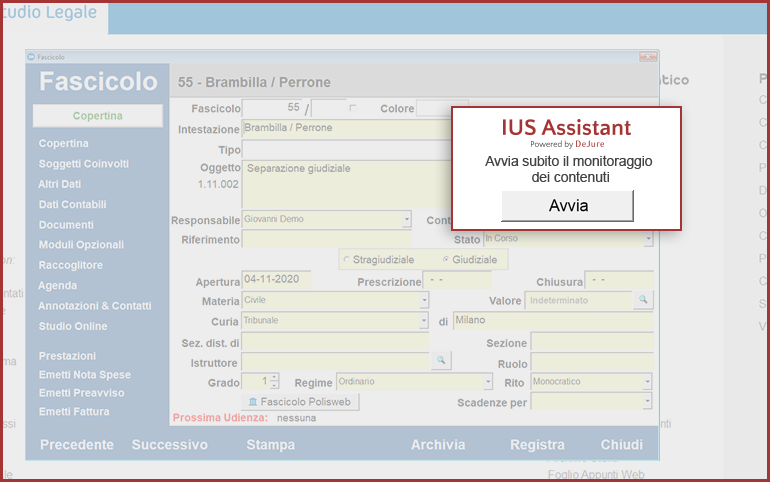 tudio Legale
Fascicolo
Fascicolo
55 - Brambilla / Perrone
Copertina
Fascicolo 55 / Colore
Intestazione Brambilla / Perrone
Tipo
Oggetto Separazione giudiziale
1.11.002
IUS Assistant
Powered by DeJure
Avvia subito il monitoraggio
dei contenuti
Avvia
Copertina
Soggetti Coinvolti
Altri Dati
Dati Contabili
Documenti
Moduli Opzionali
Raccoglitore
Agenda
Annotazioni & Contatti
Studio Online
Prestazioni
Emetti Nota Spese
Emetti Preavviso
Emetti Fattura
Responsabile Giovanni Demo
Riferimento Stato In Corso
Stragiudiziale Giudiziale
Apertura 04-11-2020 Prescrizione - - Chiusura - -
Materia Civile Valore Indeterminato
Curia Tribunale di Milano
Sez. dist. di Sezione
Istruttore Ruolo
Grado 1 Regime Ordinario Rito Monocratico
Fascicolo Polisweb Scadenze per
Prossima Udienza: nessuna
Precedente Successivo Stampa Archivia Registra Chiudi
Foglio Appunti Web